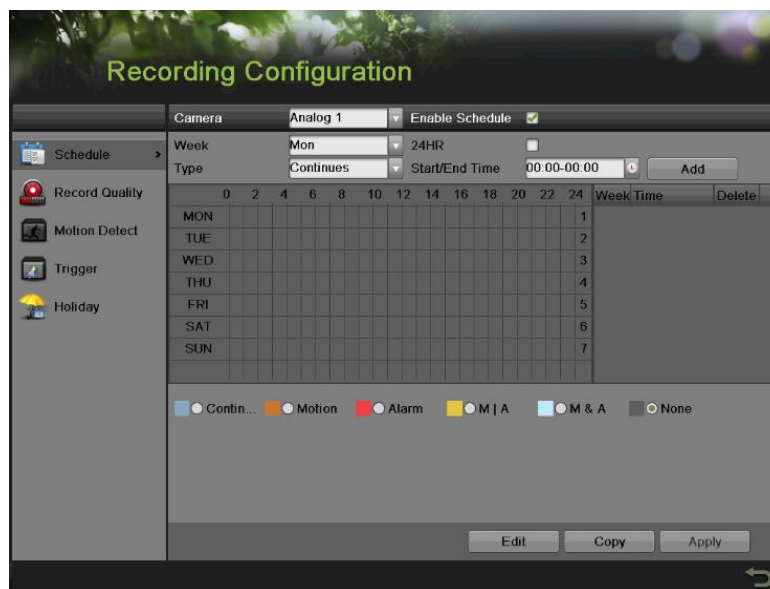 Recording Configuration
Camera Analog 1 Enable Schedule
Week Mon 24HR
Type Continues Start/End Time 00:00-00:00 Add
Schedule >
Record Quality
Motion Detect
Trigger
Holiday
0 2 4 6 8 10 12 14 16 18 20 22 24 Week Time Delete
MON 1
TUE 2
WED 3
THU 4
FRI 5
SAT 6
SUN 7
Contin... Motion Alarm M | A M & A None
Edit Copy Apply